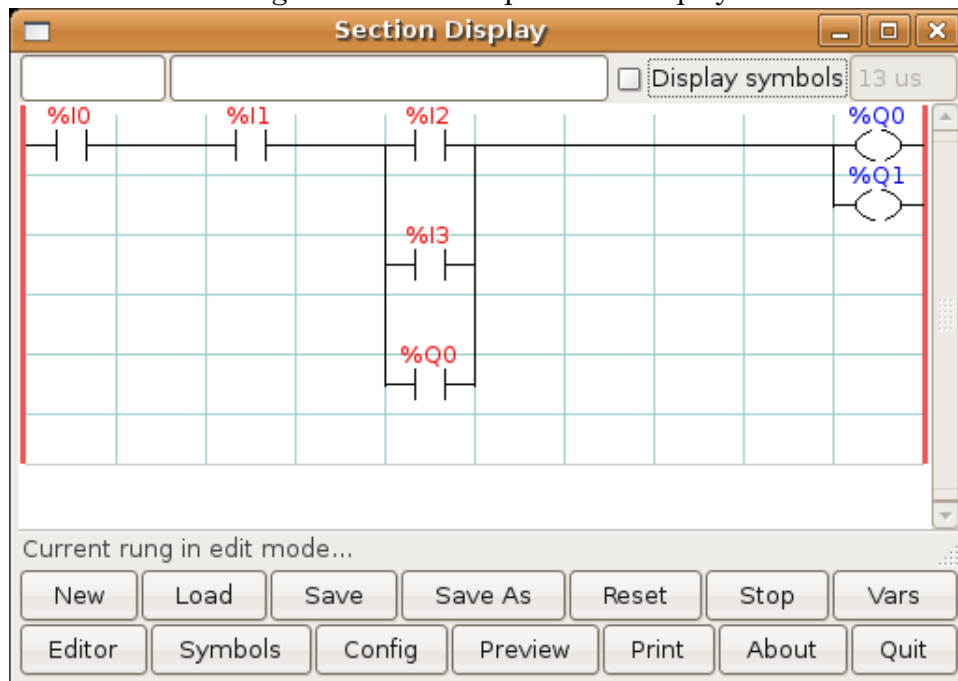 Section Display
Display symbols 13 us
%I0 %I1 %I2 %Q0
%Q1
%I3
%Q0
Current rung in edit mode...
New Load Save Save As Reset Stop Vars
Editor Symbols Config Preview Print About Quit